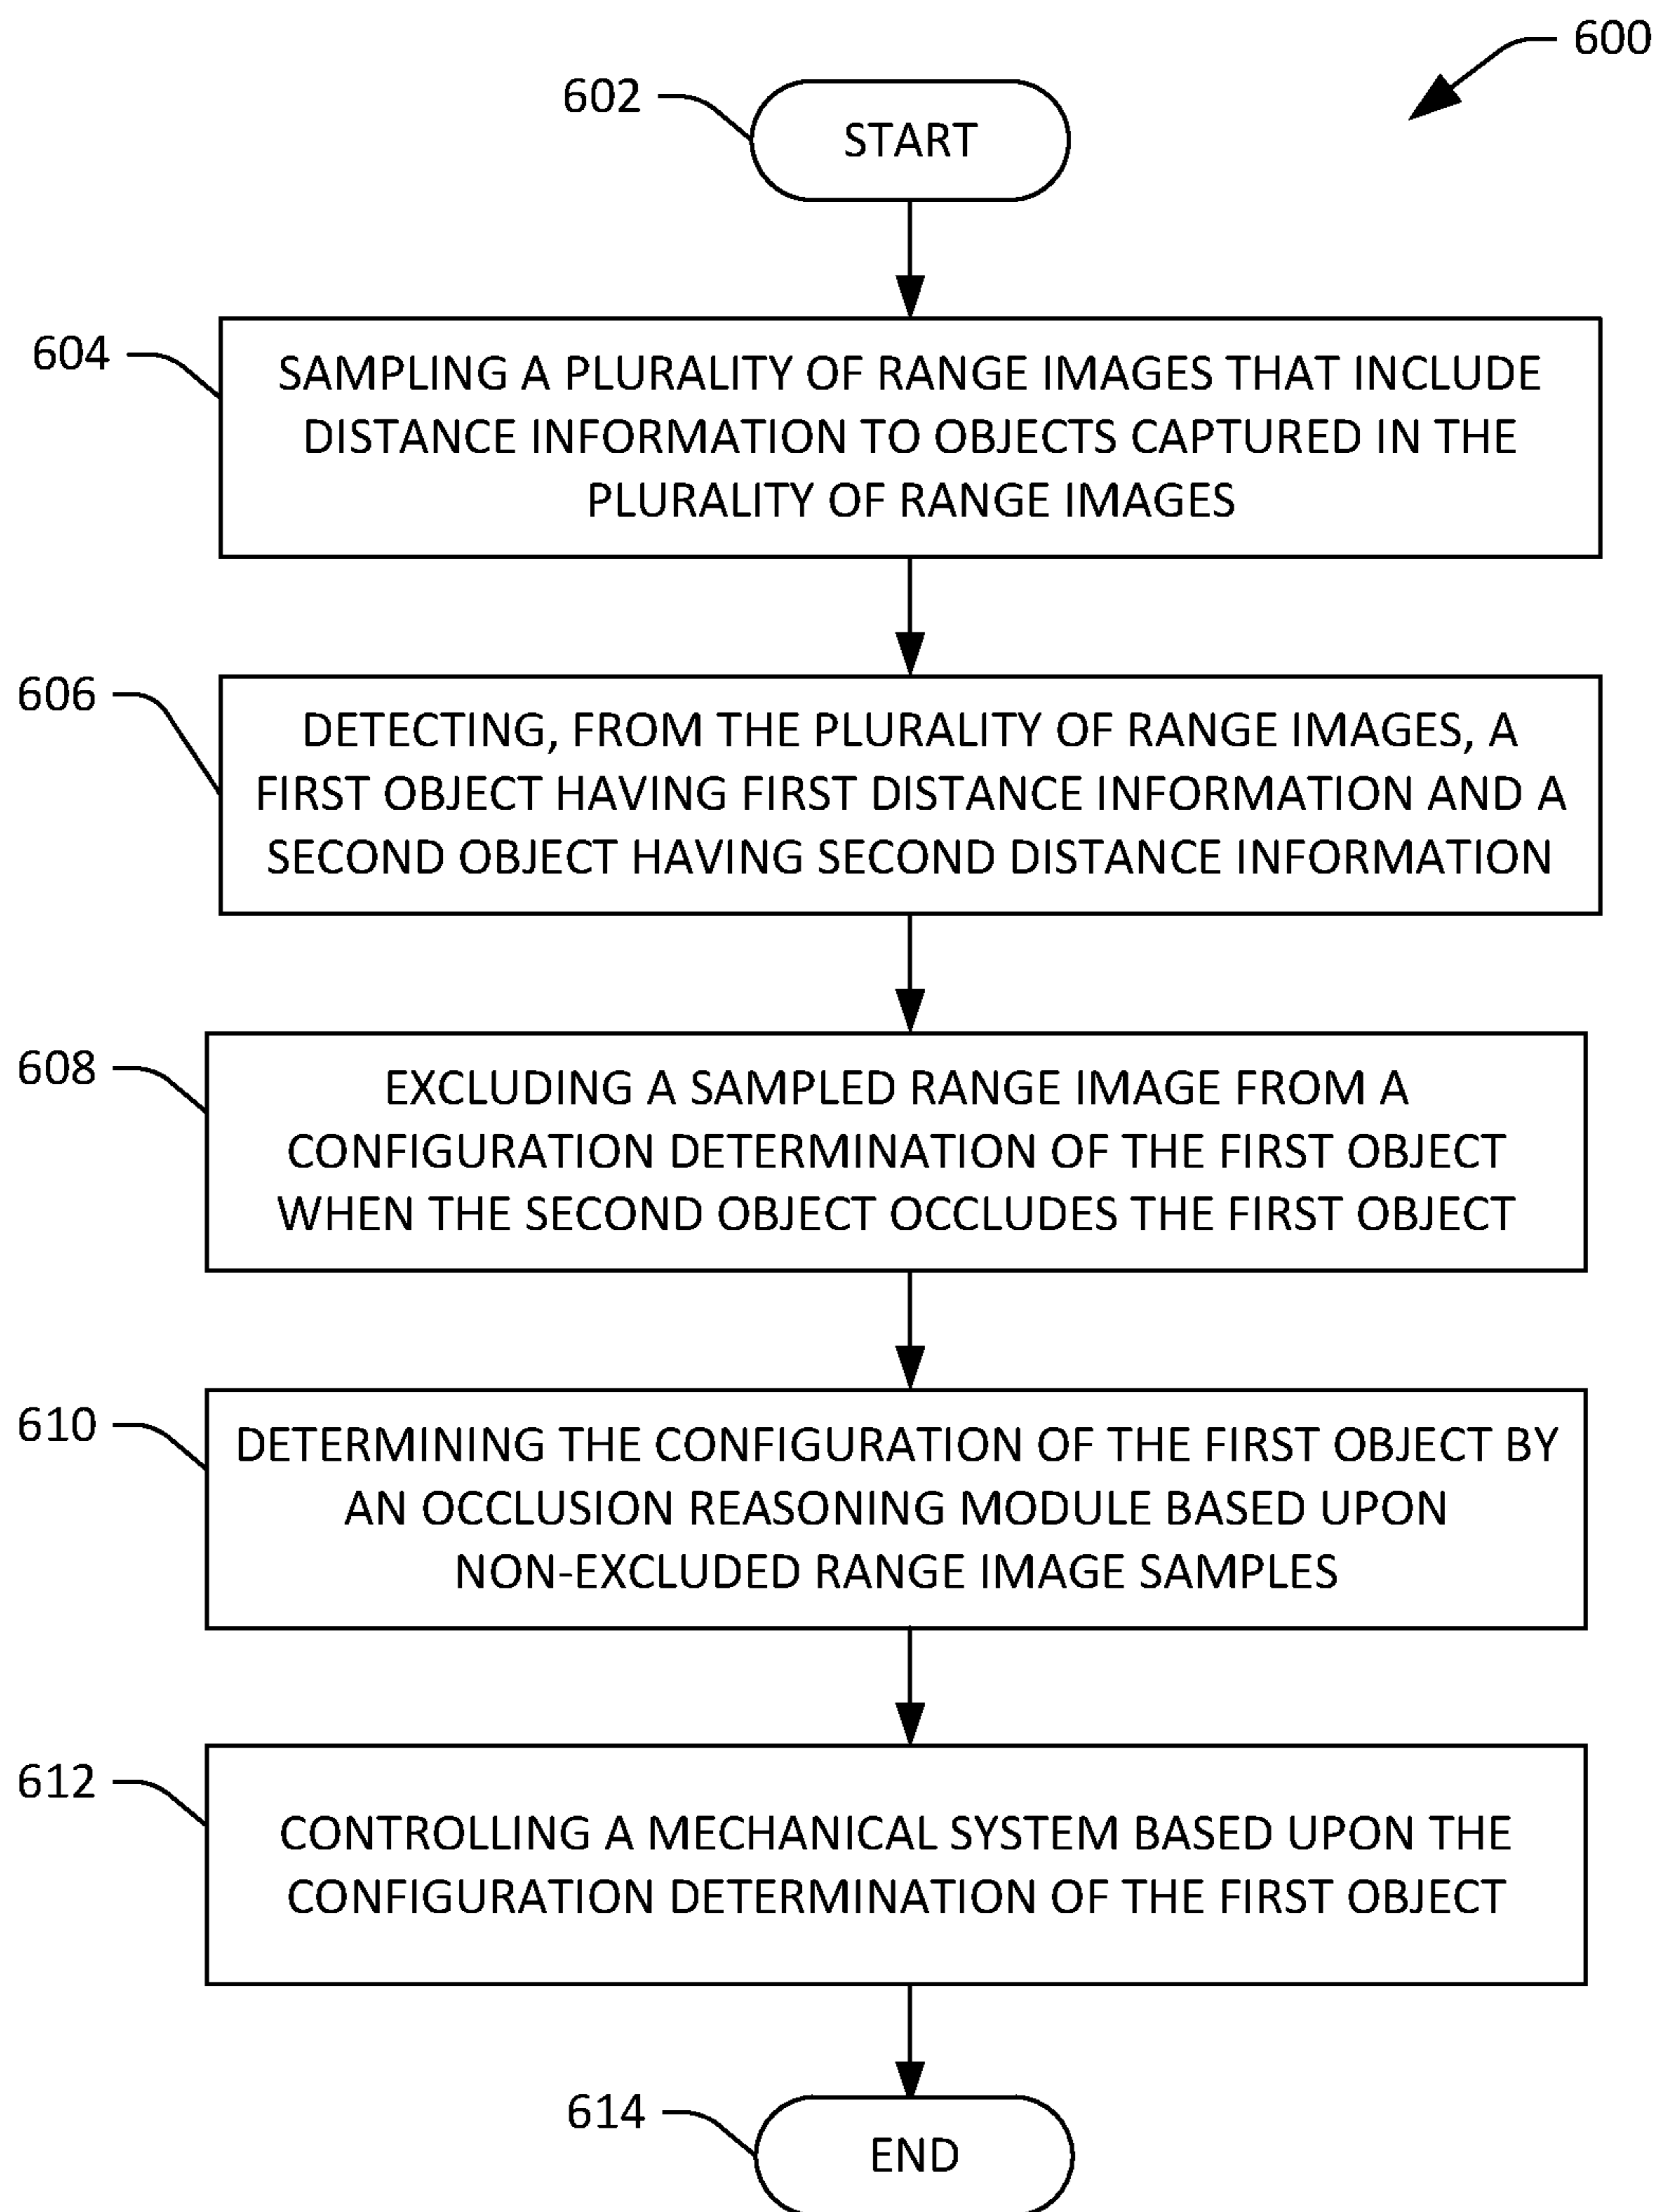 600
602
START
604
SAMPLING A PLURALITY OF RANGE IMAGES THAT INCLUDE
DISTANCE INFORMATION TO OBJECTS CAPTURED IN THE
PLURALITY OF RANGE IMAGES
606
DETECTING, FROM THE PLURALITY OF RANGE IMAGES, A
FIRST OBJECT HAVING FIRST DISTANCE INFORMATION AND A
SECOND OBJECT HAVING SECOND DISTANCE INFORMATION
608
EXCLUDING A SAMPLED RANGE IMAGE FROM A
CONFIGURATION DETERMINATION OF THE FIRST OBJECT
WHEN THE SECOND OBJECT OCCLUDES THE FIRST OBJECT
610
DETERMINING THE CONFIGURATION OF THE FIRST OBJECT BY
AN OCCLUSION REASONING MODULE BASED UPON
NON-EXCLUDED RANGE IMAGE SAMPLES
612
CONTROLLING A MECHANICAL SYSTEM BASED UPON THE
CONFIGURATION DETERMINATION OF THE FIRST OBJECT
614
END